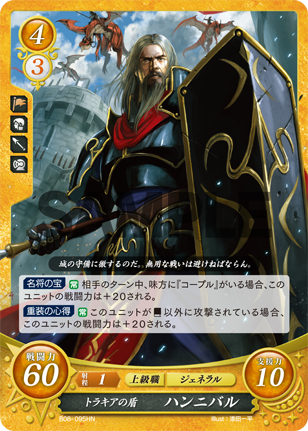 4
3
SAMPLE
城の守備に徹するのだ。無用な戦いは避けねばならん。
名将の宝 常 相手のターン中、味方に『コープル』がいる場合、この
ユニットの戦闘力は＋20される。
重装の心得 常 このユニットが■以外に攻撃されている場合、
このユニットの戦闘力は＋20される。
戦闘力
60
射程 1
上級職
ジェネラル
支援力
10
トラキアの盾 ハンニバル
B08-095HN